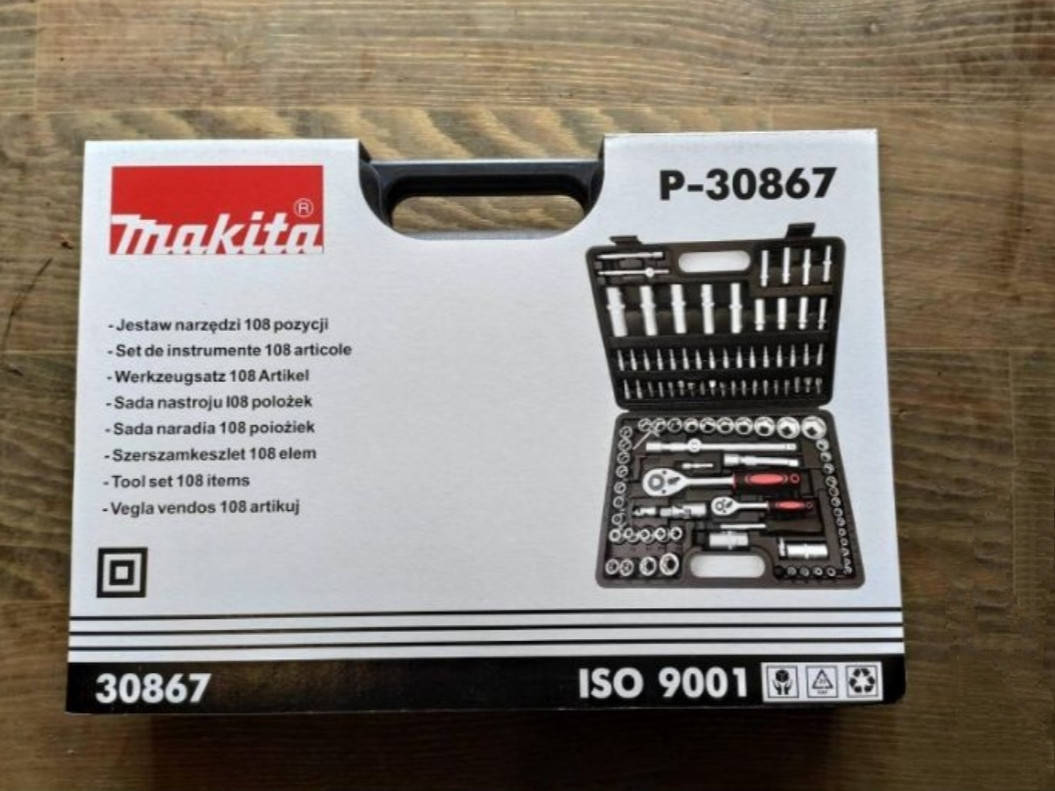 makita®
P-30867
- Jestaw narzędzi 108 pozycji
- Set de instrumente 108 articole
- Werkzeugsatz 108 Artikel
- Sada nastroju I08 položek
- Sada naradia 108 poiožiek
- Szerszamkeszlet 108 elem
- Tool set 108 items
- Vegla vendos 108 artikuj
30867
ISO 9001